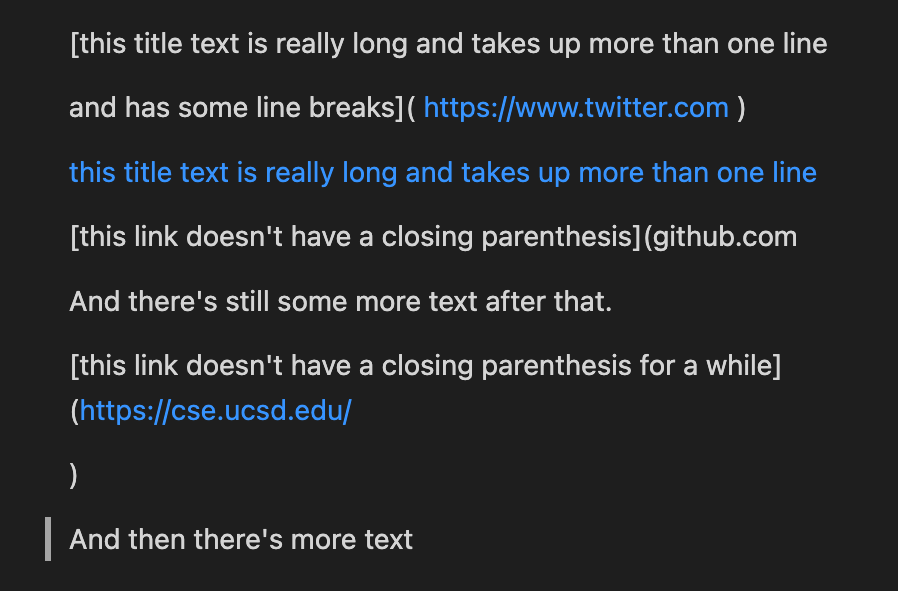 [this title text is really long and takes up more than one line
and has some line breaks]( https://www.twitter.com )
this title text is really long and takes up more than one line
[this link doesn't have a closing parenthesis](github.com
And there's still some more text after that.
[this link doesn't have a closing parenthesis for a while]
(https://cse.ucsd.edu/
)
And then there's more text